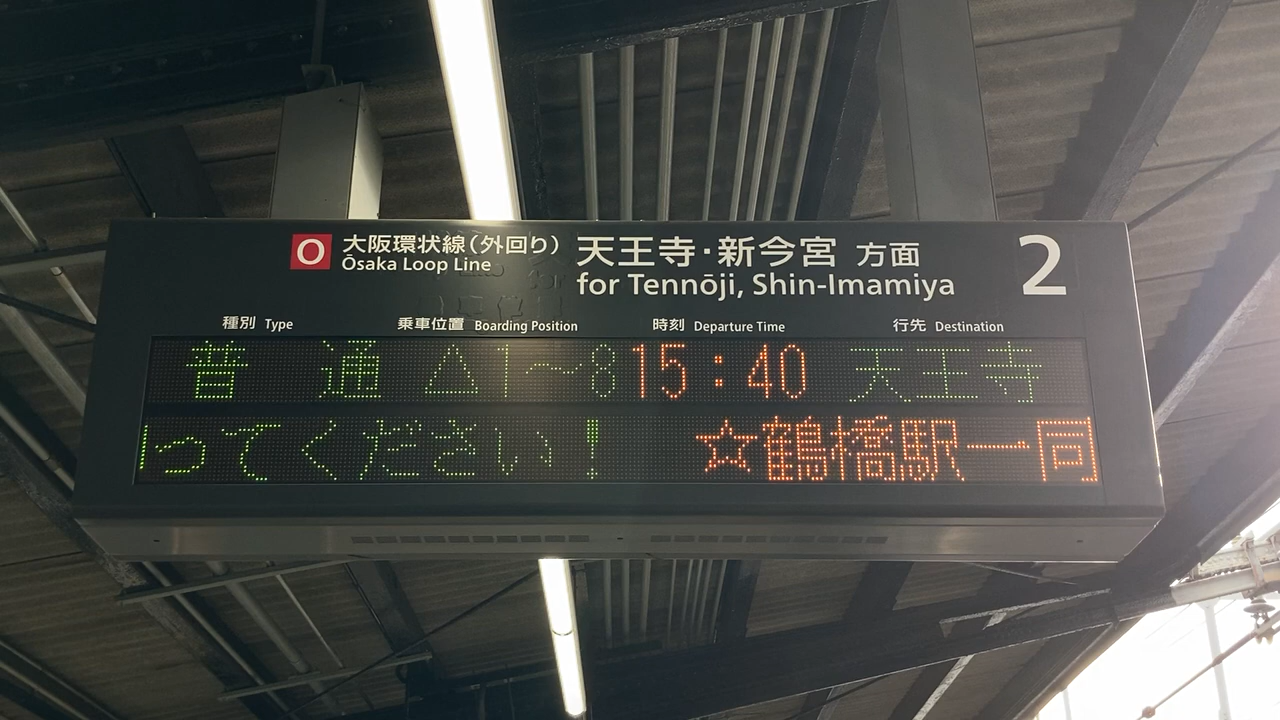 O 大阪環状線(外回り) 天王寺・新今宮 方面 2
Ōsaka Loop Line for Tennōji, Shin-Imamiya
種別 Type 乗車位置 Boarding Position 時刻 Departure Time 行先 Destination
普通 △1~8 15:40 天王寺
ってください! ☆鶴橋駅一同